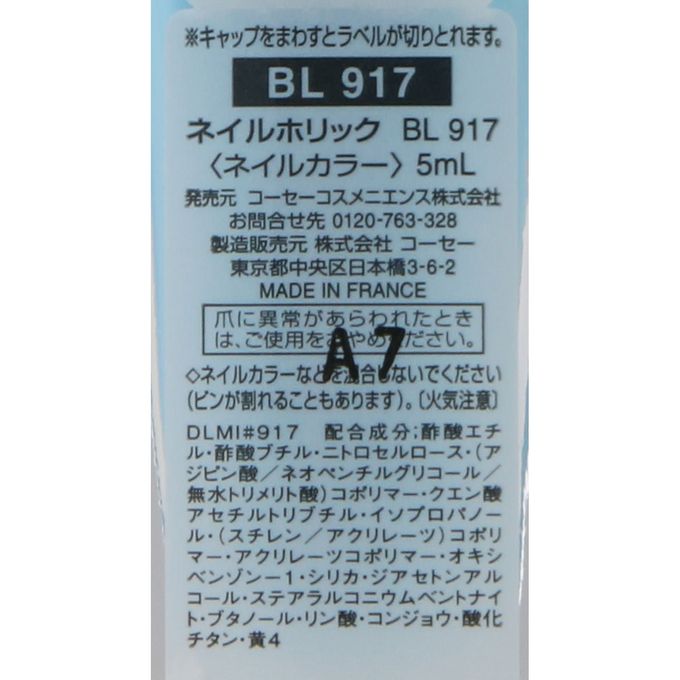 ※キャップをまわすとラベルが切りとれます。
BL 917
ネイルホリック BL 917
〈ネイルカラー〉5mL
発売元 コーセーコスメニエンス株式会社
お問合せ先 0120-763-328
製造販売元 株式会社 コーセー
東京都中央区日本橋3-6-2
MADE IN FRANCE
爪に異常があらわれたとき
は、ご使用をおやめください。
A7
◇ネイルカラーなどを混合しないでください
(ビンが割れることもあります)。〔火気注意〕
DLMI#917 配合成分;酢酸エチ
ル・酢酸ブチル・ニトロセルロース・(ア
ジピン酸/ネオペンチルグリコール/
無水トリメリト酸)コポリマー・クエン酸
アセチルトリブチル・イソプロパノー
ル・(スチレン/アクリレーツ)コポリ
マー・アクリレーツコポリマー・オキシ
ベンゾン-1・シリカ・ジアセトンアル
コール・ステアラルコニウムベントナイ
ト・ブタノール・リン酸・コンジョウ・酸化
チタン・黄4